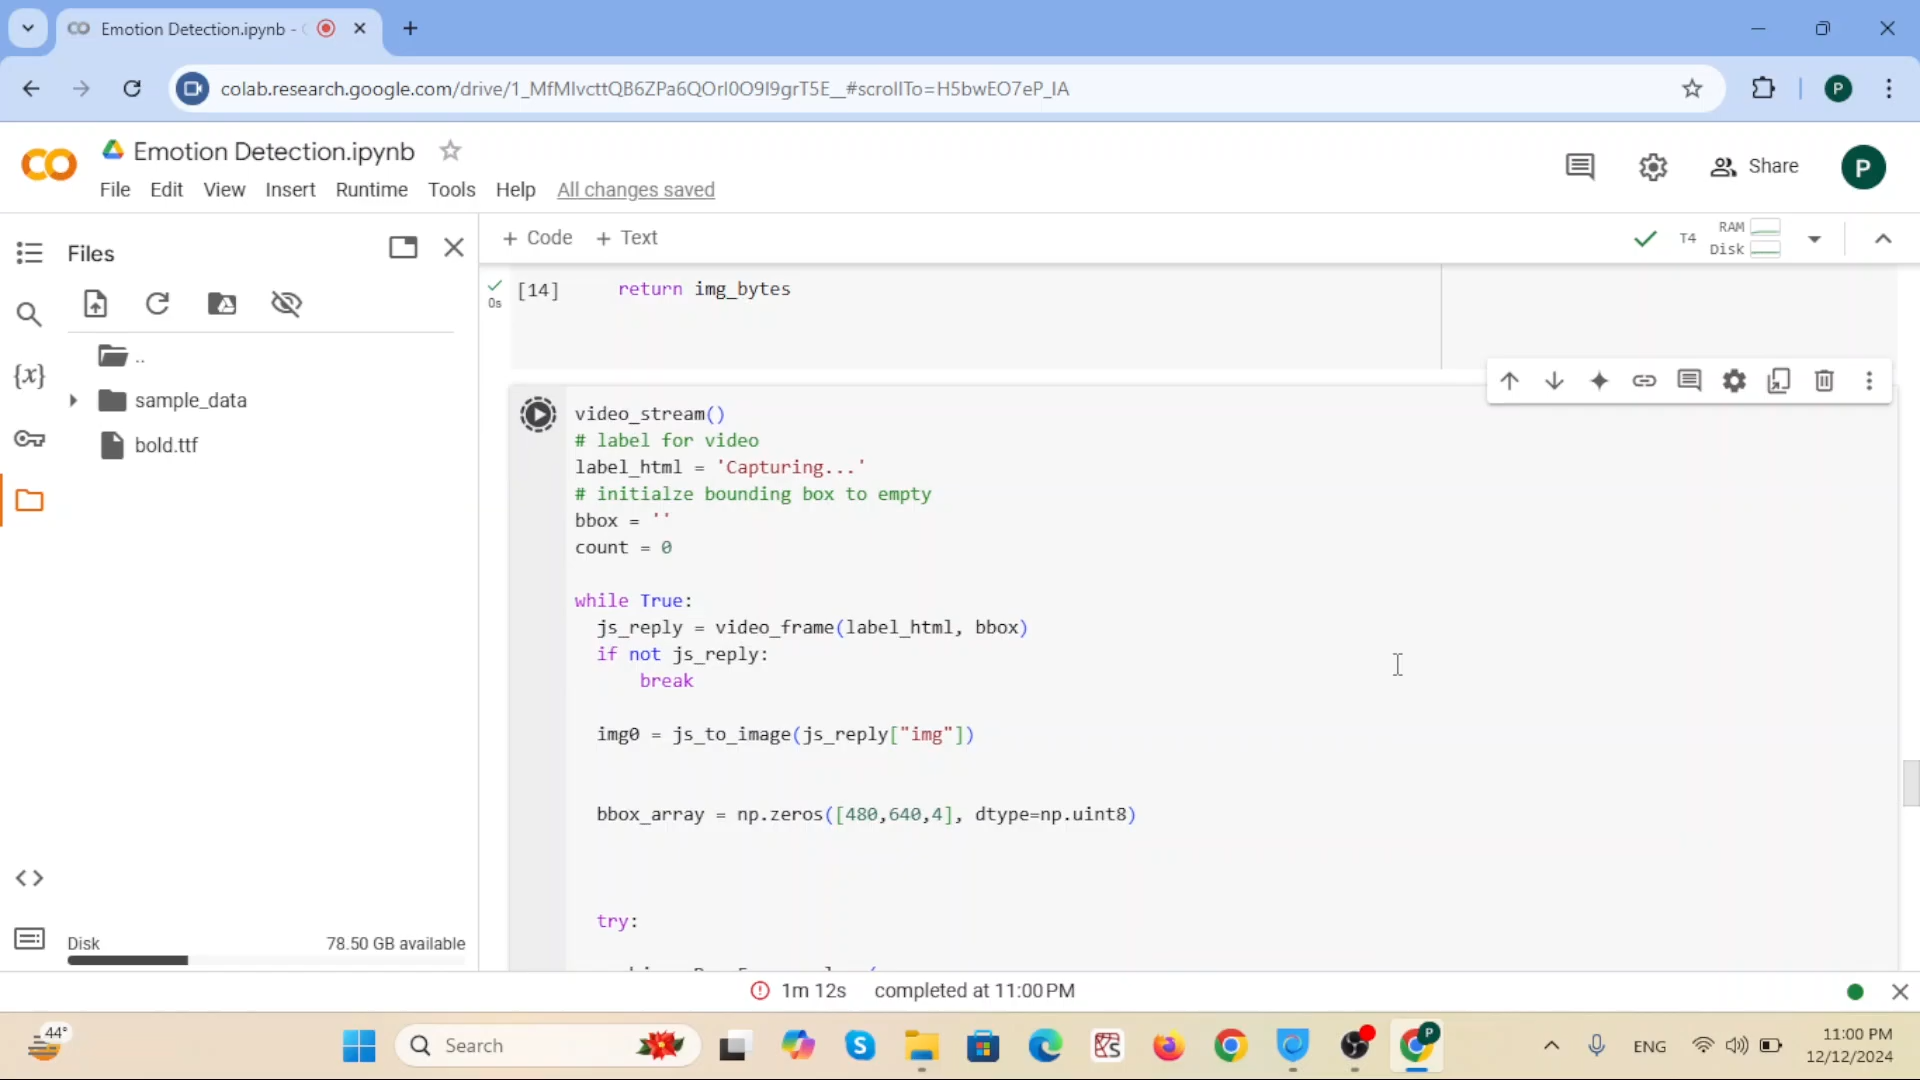 Emotion Detection.ipynb -
colab.research.google.com/drive/1_MfMIvcttQB6ZPa6QOrI0O9I9grT5E__#scrollTo=H5bwEO7eP_IA
P
Emotion Detection.ipynb
File Edit View Insert Runtime Tools Help All changes saved
Share
P
Files
+ Code + Text
T4
RAM
Disk
..
sample_data
bold.ttf
{x}
0s
[14] return img_bytes
video_stream()
# label for video
label_html = 'Capturing...'
# initialze bounding box to empty
bbox = ''
count = 0
while True:
js_reply = video_frame(label_html, bbox)
if not js_reply:
break
img0 = js_to_image(js_reply["img"])
bbox_array = np.zeros([480,640,4], dtype=np.uint8)
try:
Disk 78.50 GB available
1m 12s completed at 11:00 PM
44°
Search
P
ENG
11:00 PM
12/12/2024